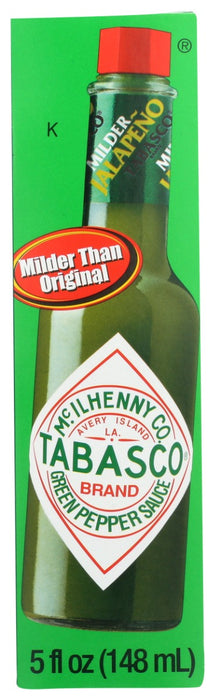 ®
K
MILDER
JALAPEÑO
TABASCO
Milder Than
Original
McILHENNY CO.
AVERY ISLAND
LA.
TABASCO®
BRAND
GREEN PEPPER SAUCE
5 fl oz (148 mL)